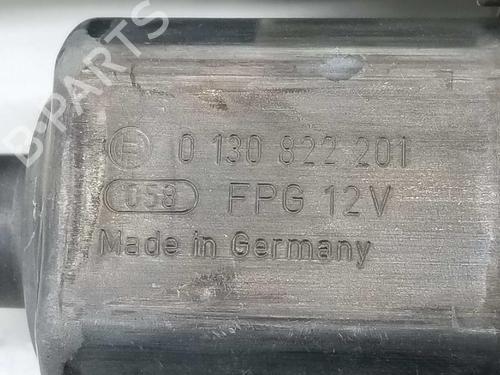 0 130 822 201
058 FPG 12V
Made in Germany
B-PARTS